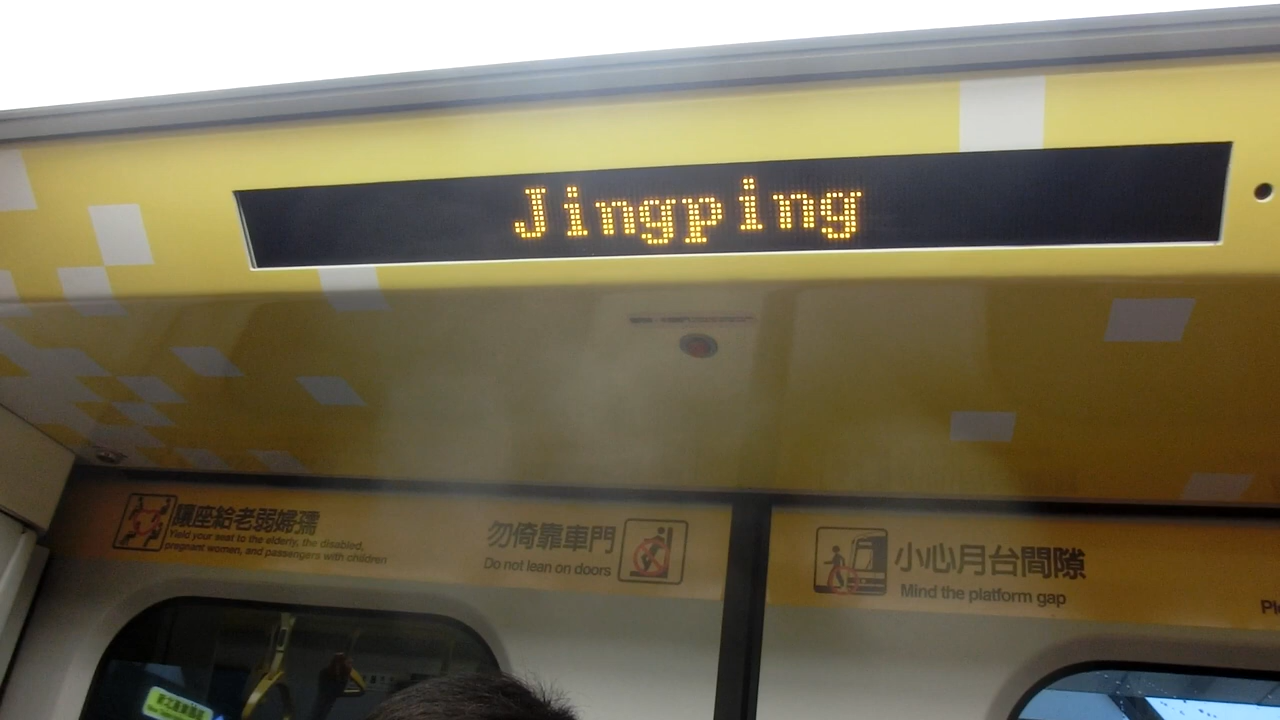 Jingping
讓座給老弱婦孺
Yield your seat to the elderly, the disabled,
pregnant women, and passengers with children
勿倚靠車門
Do not lean on doors
小心月台間隙
Mind the platform gap